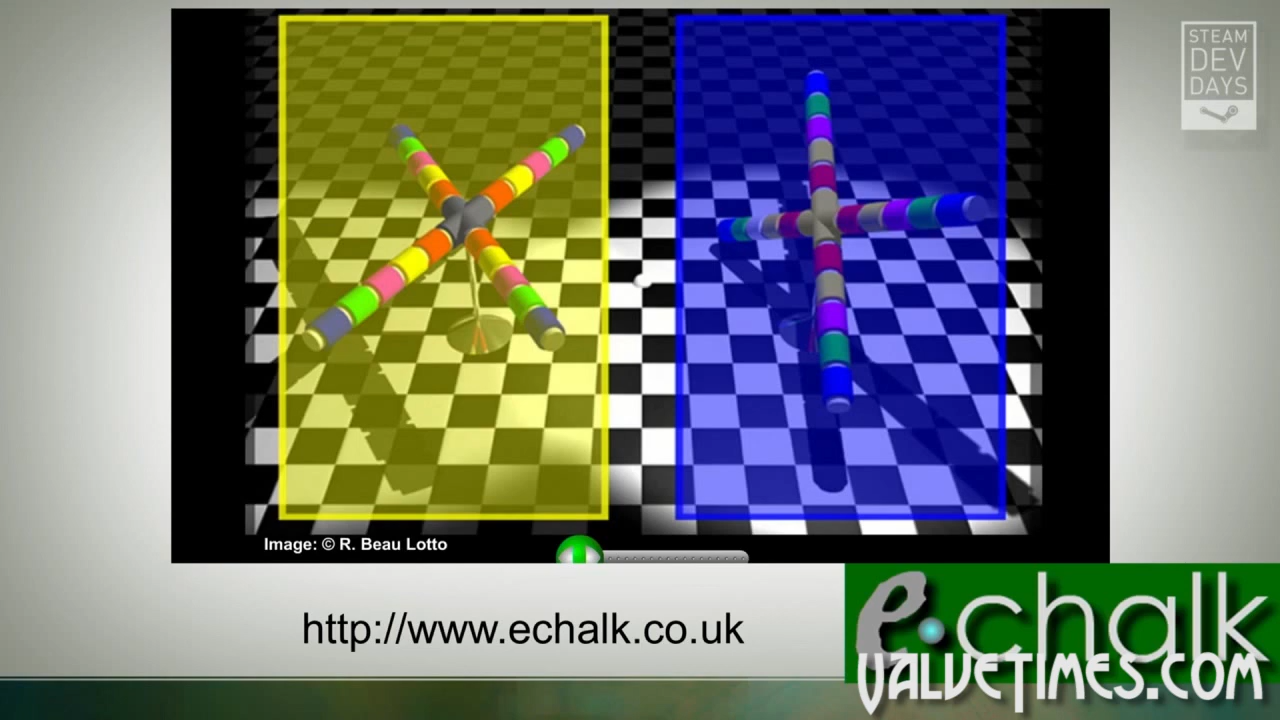 STEAM
DEV
DAYS
Image: © R. Beau Lotto
http://www.echalk.co.uk
e·chalk
VALVETIMES.COM